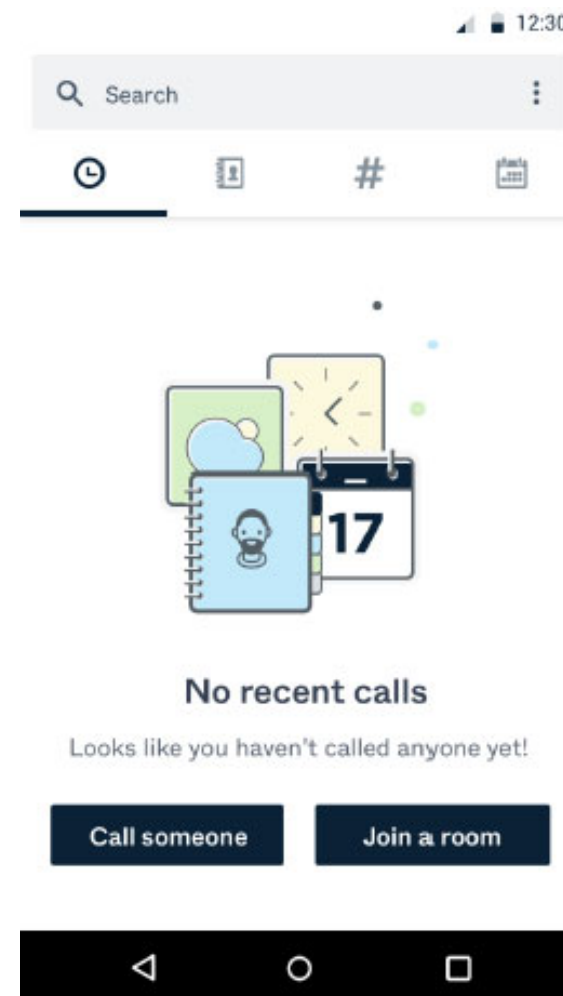 12:30
Search
#
17
No recent calls
Looks like you haven't called anyone yet!
Call someone
Join a room